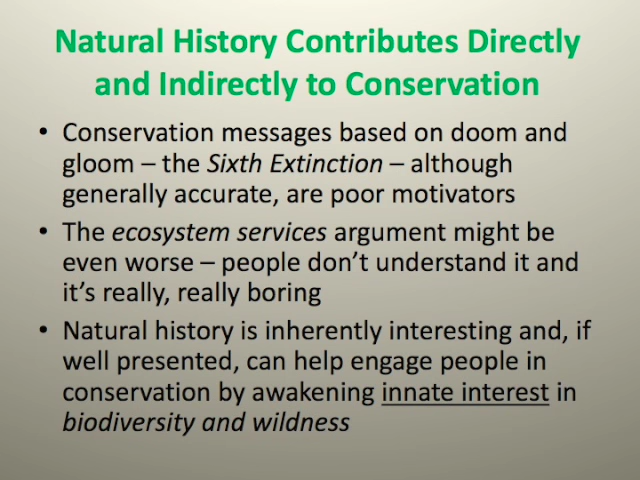 Natural History Contributes Directly
and Indirectly to Conservation
• Conservation messages based on doom and
gloom – the Sixth Extinction – although
generally accurate, are poor motivators
• The ecosystem services argument might be
even worse – people don’t understand it and
it’s really, really boring
• Natural history is inherently interesting and, if
well presented, can help engage people in
conservation by awakening innate interest in
biodiversity and wildness